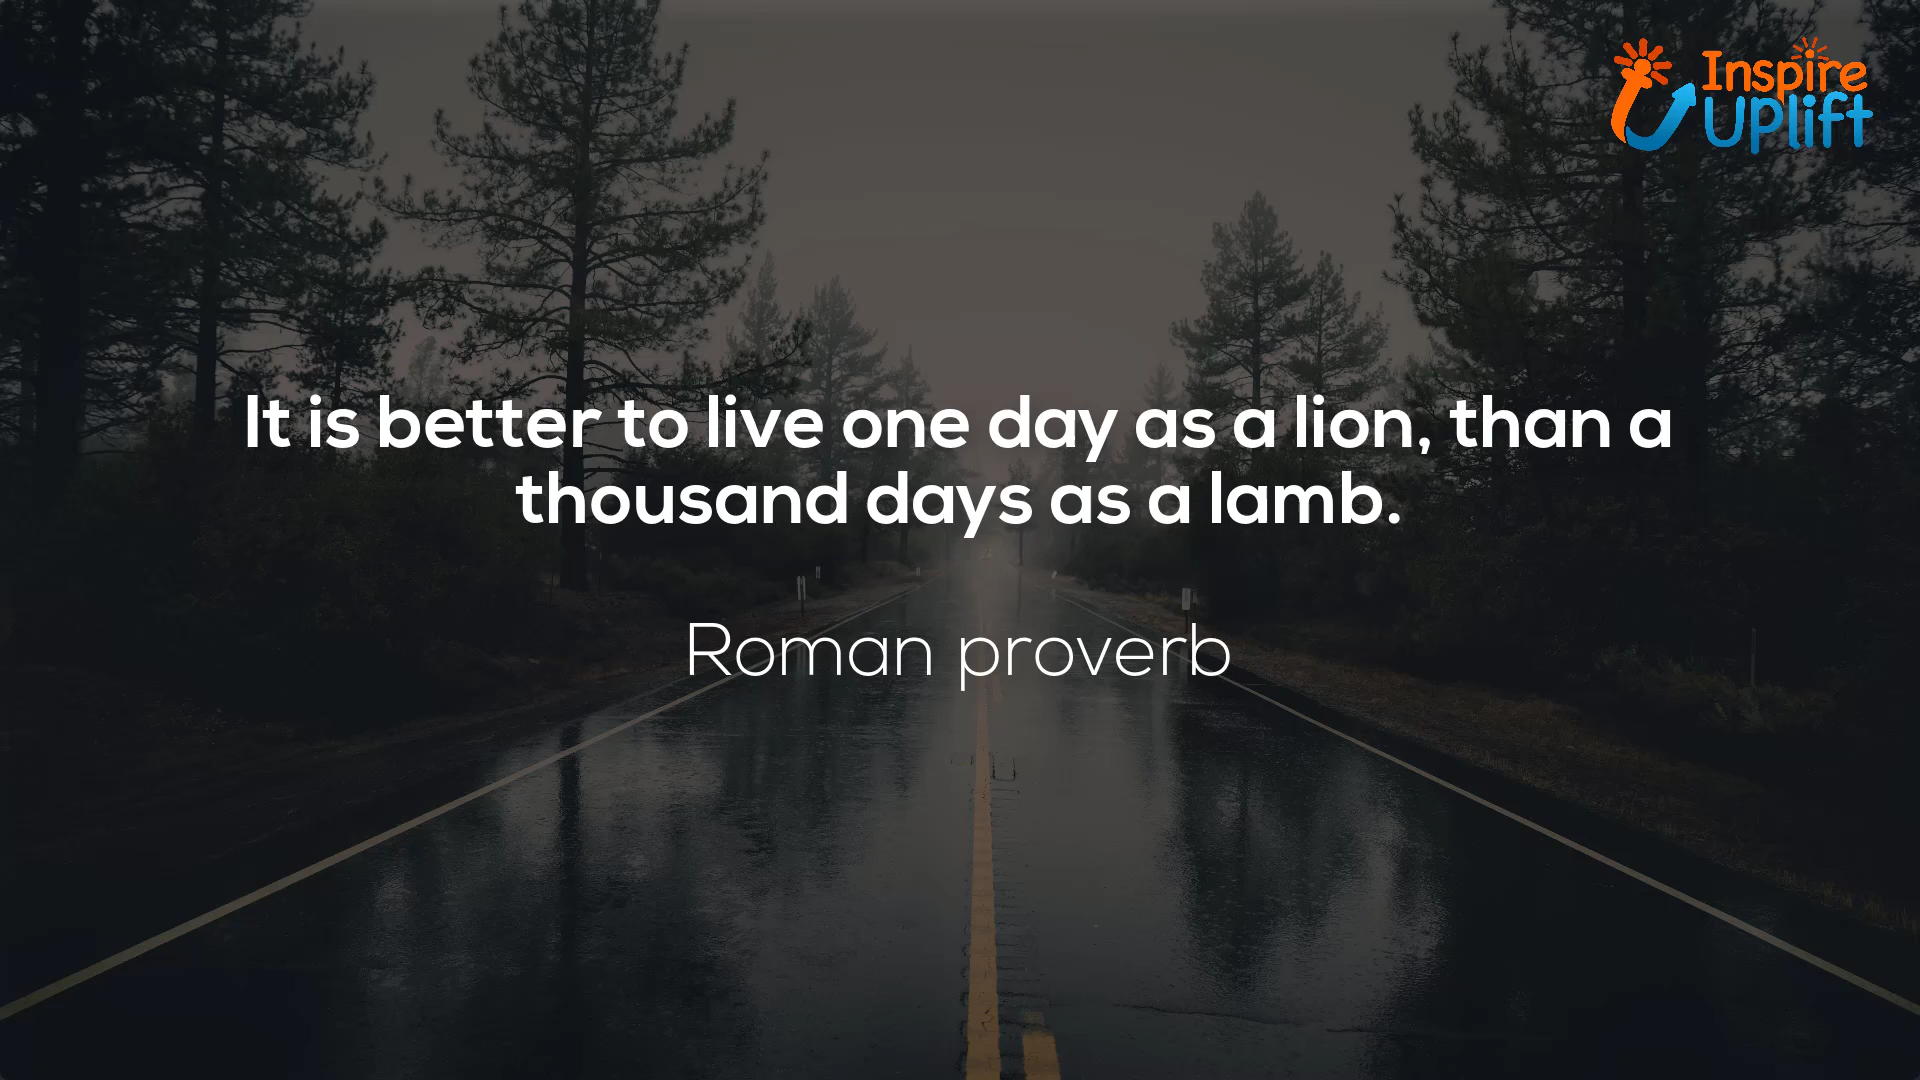 Inspire
Uplift
It is better to live one day as a lion, than a
thousand days as a lamb.
Roman proverb